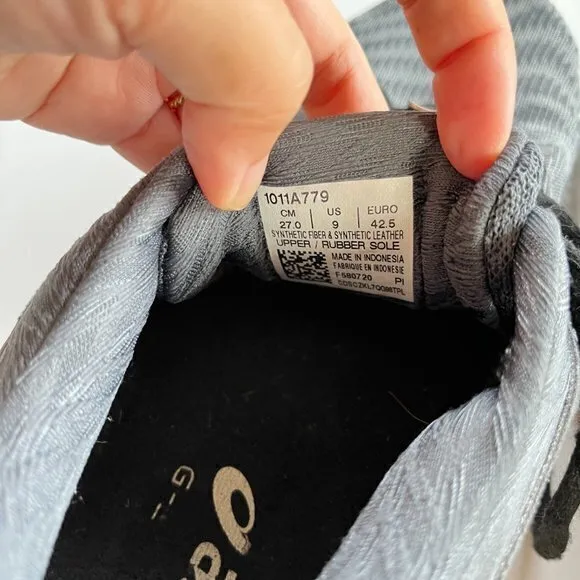 1011A779
CM US EURO
27.0 9 42.5
SYNTHETIC FIBER & SYNTHETIC LEATHER
UPPER / RUBBER SOLE
MADE IN INDONESIA
FABRIQUE EN INDONESIE
F580720 PI